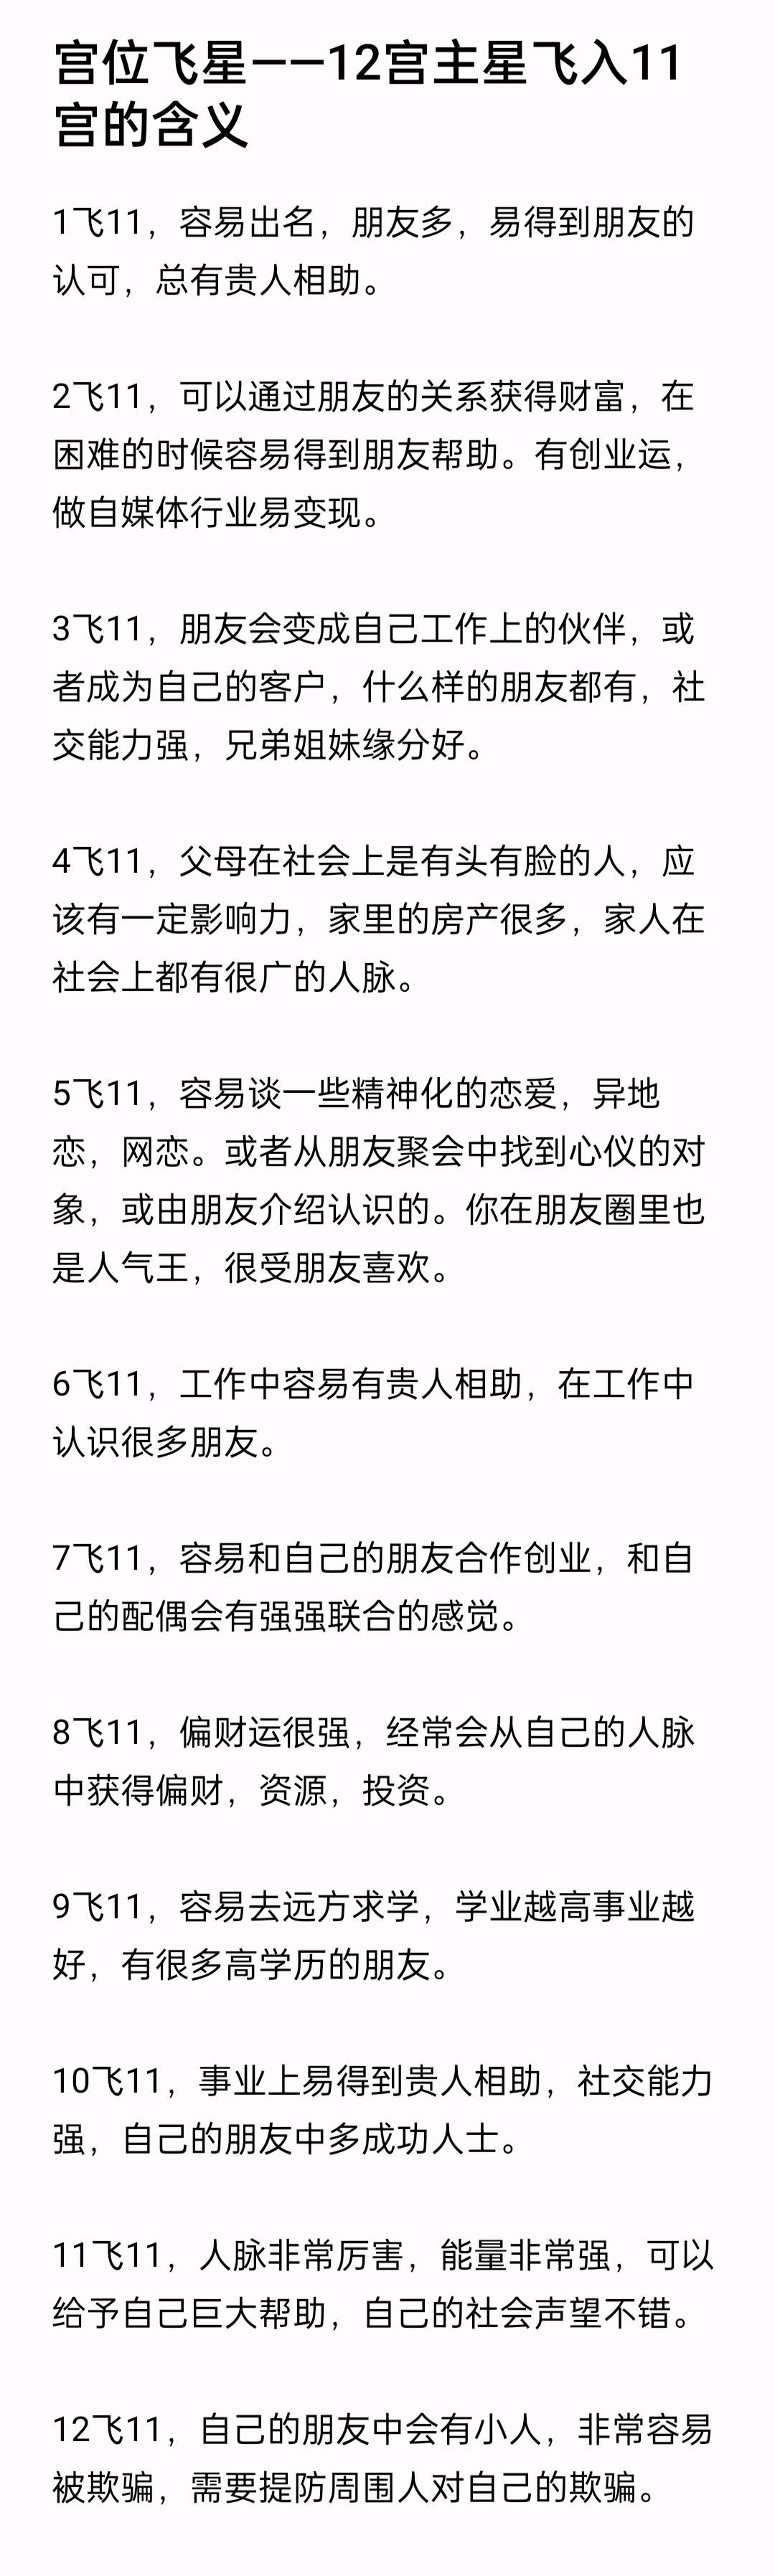 宫位飞星——12宫主星飞入11
宫的含义
1飞11，容易出名，朋友多，易得到朋友的
认可，总有贵人相助。
2飞11，可以通过朋友的关系获得财富，在
困难的时候容易得到朋友帮助。有创业运，
做自媒体行业易变现。
3飞11，朋友会变成自己工作上的伙伴，或
者成为自己的客户，什么样的朋友都有，社
交能力强，兄弟姐妹缘分好。
4飞11，父母在社会上是有头有脸的人，应
该有一定影响力，家里的房产很多，家人在
社会上都有很广的人脉。
5飞11，容易谈一些精神化的恋爱，异地
恋，网恋。或者从朋友聚会中找到心仪的对
象，或由朋友介绍认识的。你在朋友圈里也
是人气王，很受朋友喜欢。
6飞11，工作中容易有贵人相助，在工作中
认识很多朋友。
7飞11，容易和自己的朋友合作创业，和自
己的配偶会有强强联合的感觉。
8飞11，偏财运很强，经常会从自己的人脉
中获得偏财，资源，投资。
9飞11，容易去远方求学，学业越高事业越
好，有很多高学历的朋友。
10飞11，事业上易得到贵人相助，社交能力
强，自己的朋友中多成功人士。
11飞11，人脉非常厉害，能量非常强，可以
给予自己巨大帮助，自己的社会声望不错。
12飞11，自己的朋友中会有小人，非常容易
被欺骗，需要提防周围人对自己的欺骗。